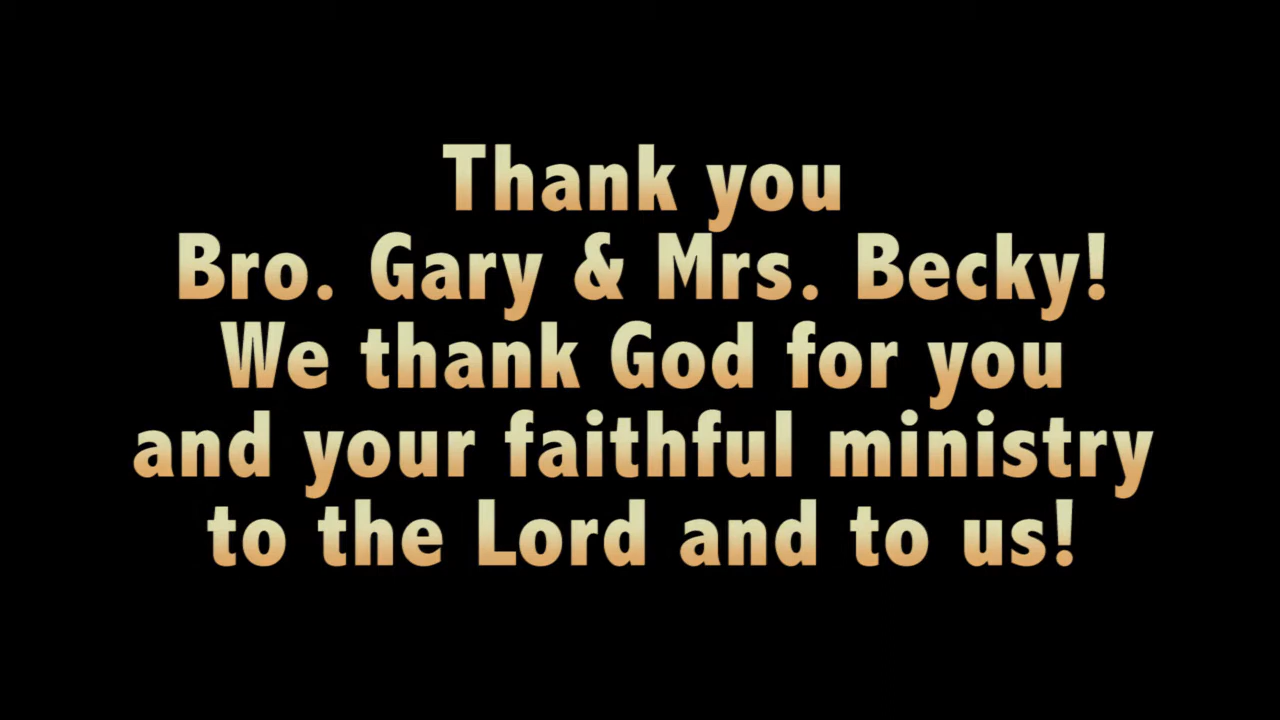 Thank you
Bro. Gary & Mrs. Becky!
We thank God for you
and your faithful ministry
to the Lord and to us!